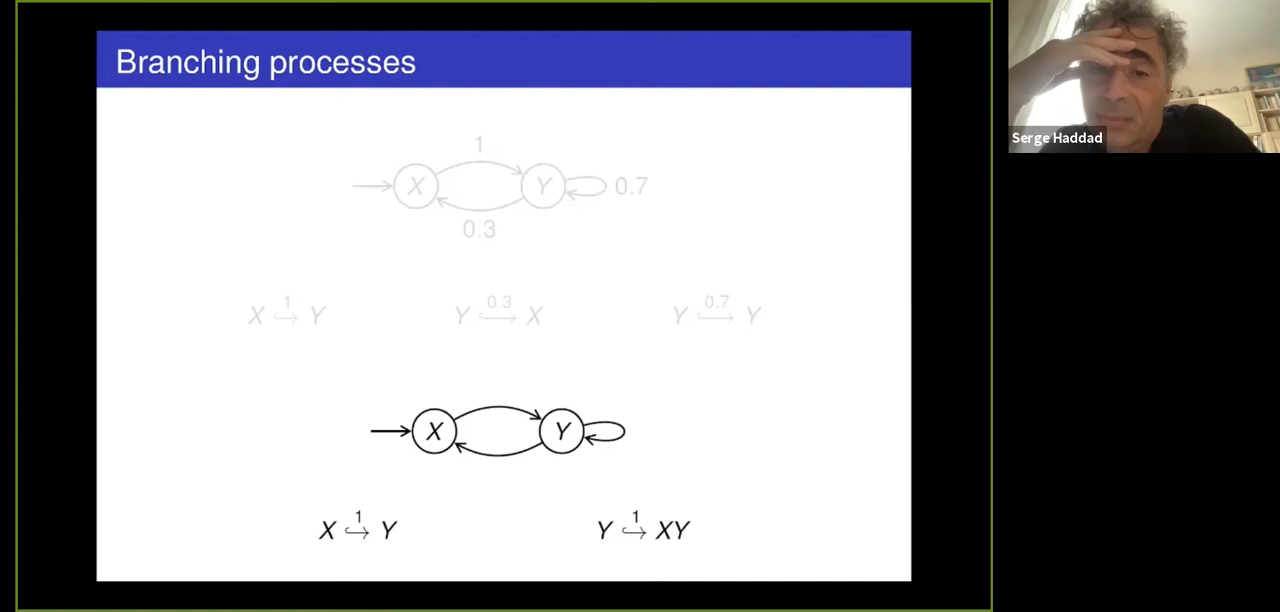 Branching processes
Serge Haddad
1
X Y 0.7
0.3
X 1↪ Y Y 0.3↪ X Y 0.7↪ Y
X Y
X 1↪ Y Y 1↪ XY